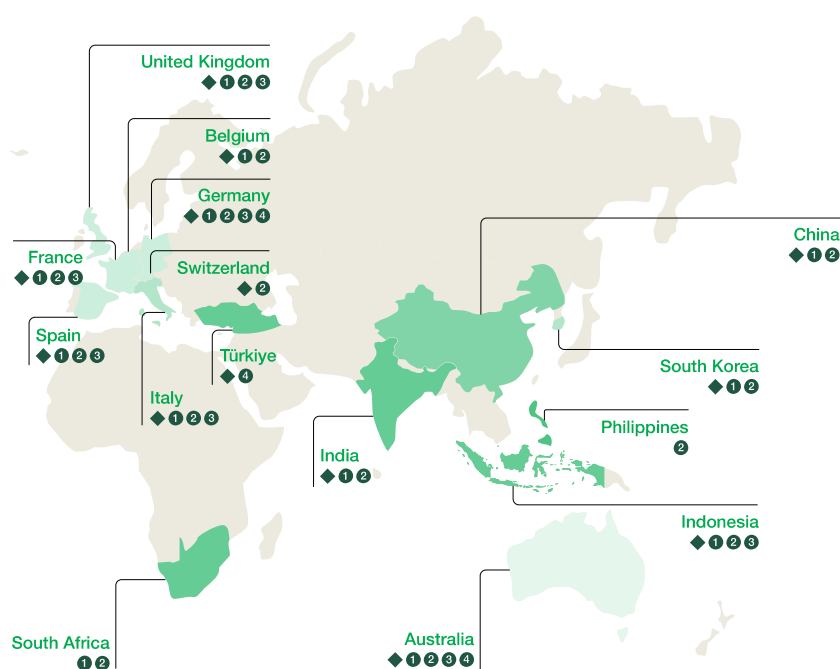 United Kingdom
◆ 1 2 3
Belgium
◆ 1 2
Germany
◆ 1 2 3 4
France
◆ 1 2 3
Switzerland
◆ 2
Spain
◆ 1 2 3
Türkiye
◆ 4
Italy
◆ 1 2 3
China
◆ 1 2
South Korea
◆ 1 2
Philippines
2
India
◆ 1 2
Indonesia
◆ 1 2 3
South Africa
1 2
Australia
◆ 1 2 3 4